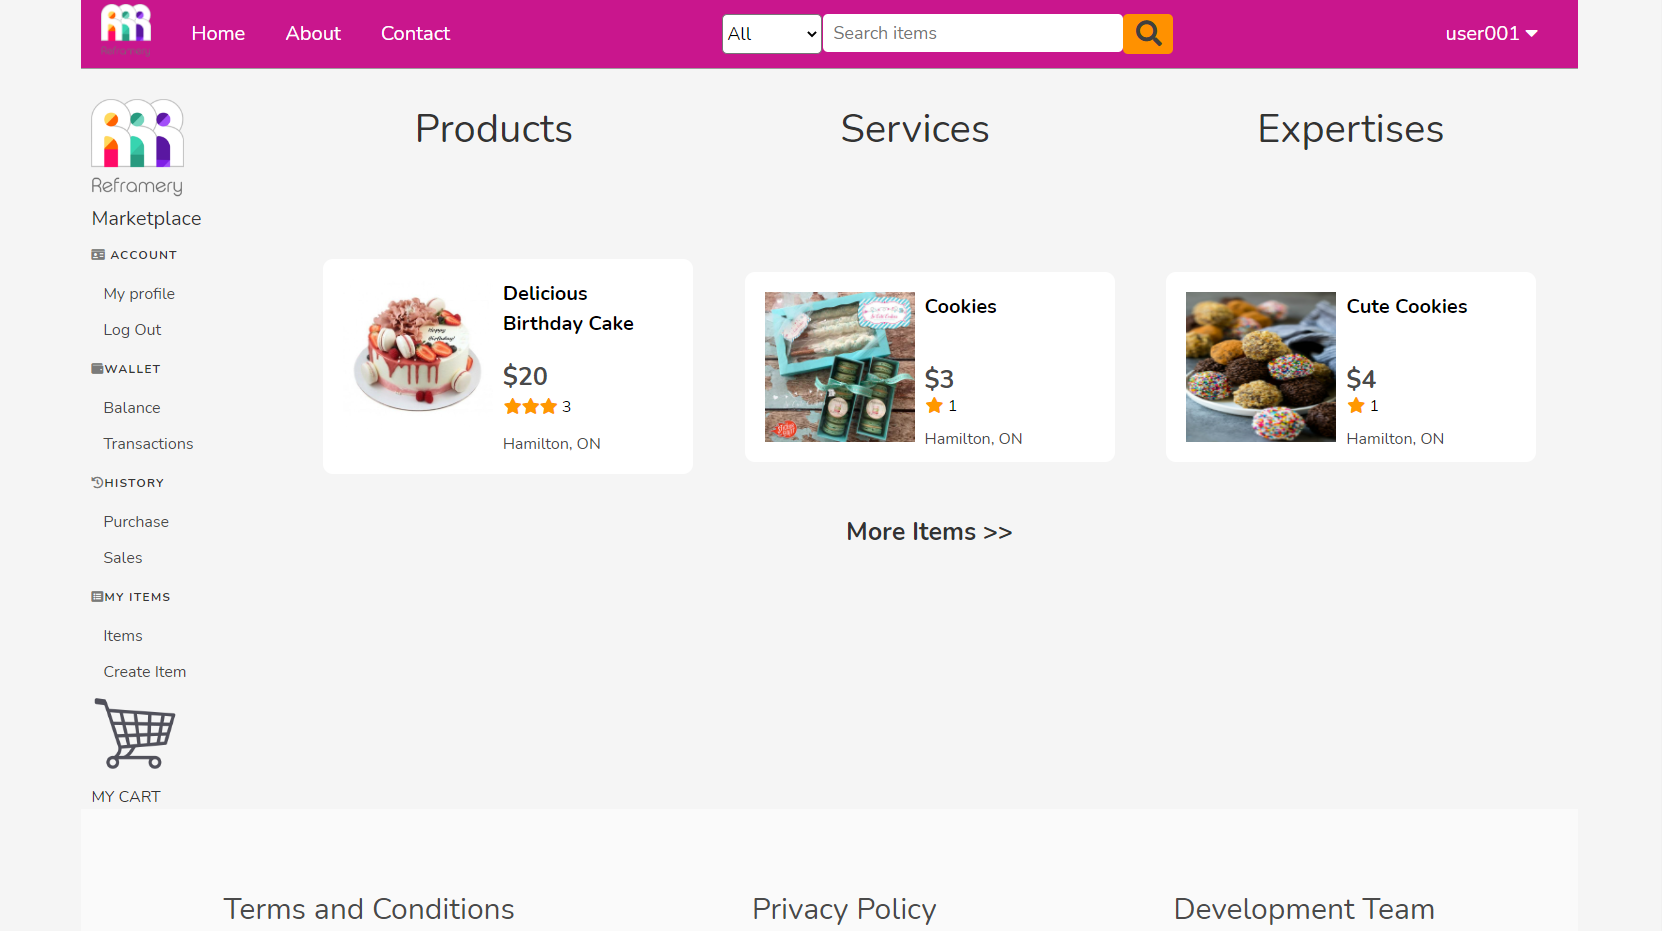 Reframery
Home
About
Contact
All
Search items
user001
Reframery
Marketplace
ACCOUNT
My profile
Log Out
WALLET
Balance
Transactions
HISTORY
Purchase
Sales
MY ITEMS
Items
Create Item
MY CART
Products
Services
Expertises
Happy
Birthday!
Delicious
Birthday Cake
$20
3
Hamilton, ON
Cookies
$3
1
Hamilton, ON
Cute Cookies
$4
1
Hamilton, ON
More Items >>
Terms and Conditions
Privacy Policy
Development Team